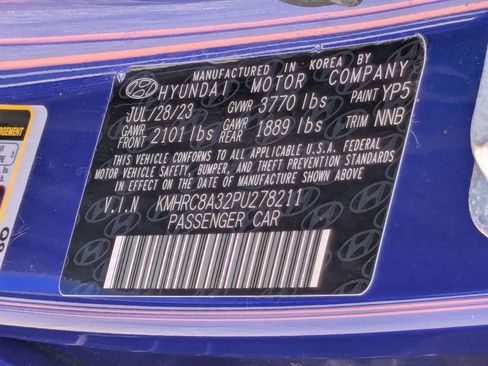 MANUFACTURED IN KOREA BY
HYUNDAI MOTOR COMPANY
JUL/28/23 GVWR 3770 lbs PAINT YP5
GAWR FRONT 2101 lbs GAWR REAR 1889 lbs TRIM NNB
THIS VEHICLE CONFORMS TO ALL APPLICABLE U.S.A. FEDERAL
MOTOR VEHICLE SAFETY, BUMPER, AND THEFT PREVENTION STANDARDS
IN EFFECT ON THE DATE OF MANUFACTURE SHOWN ABOVE.
V.I.N KMHRC8A32PU278211
PASSENGER CAR